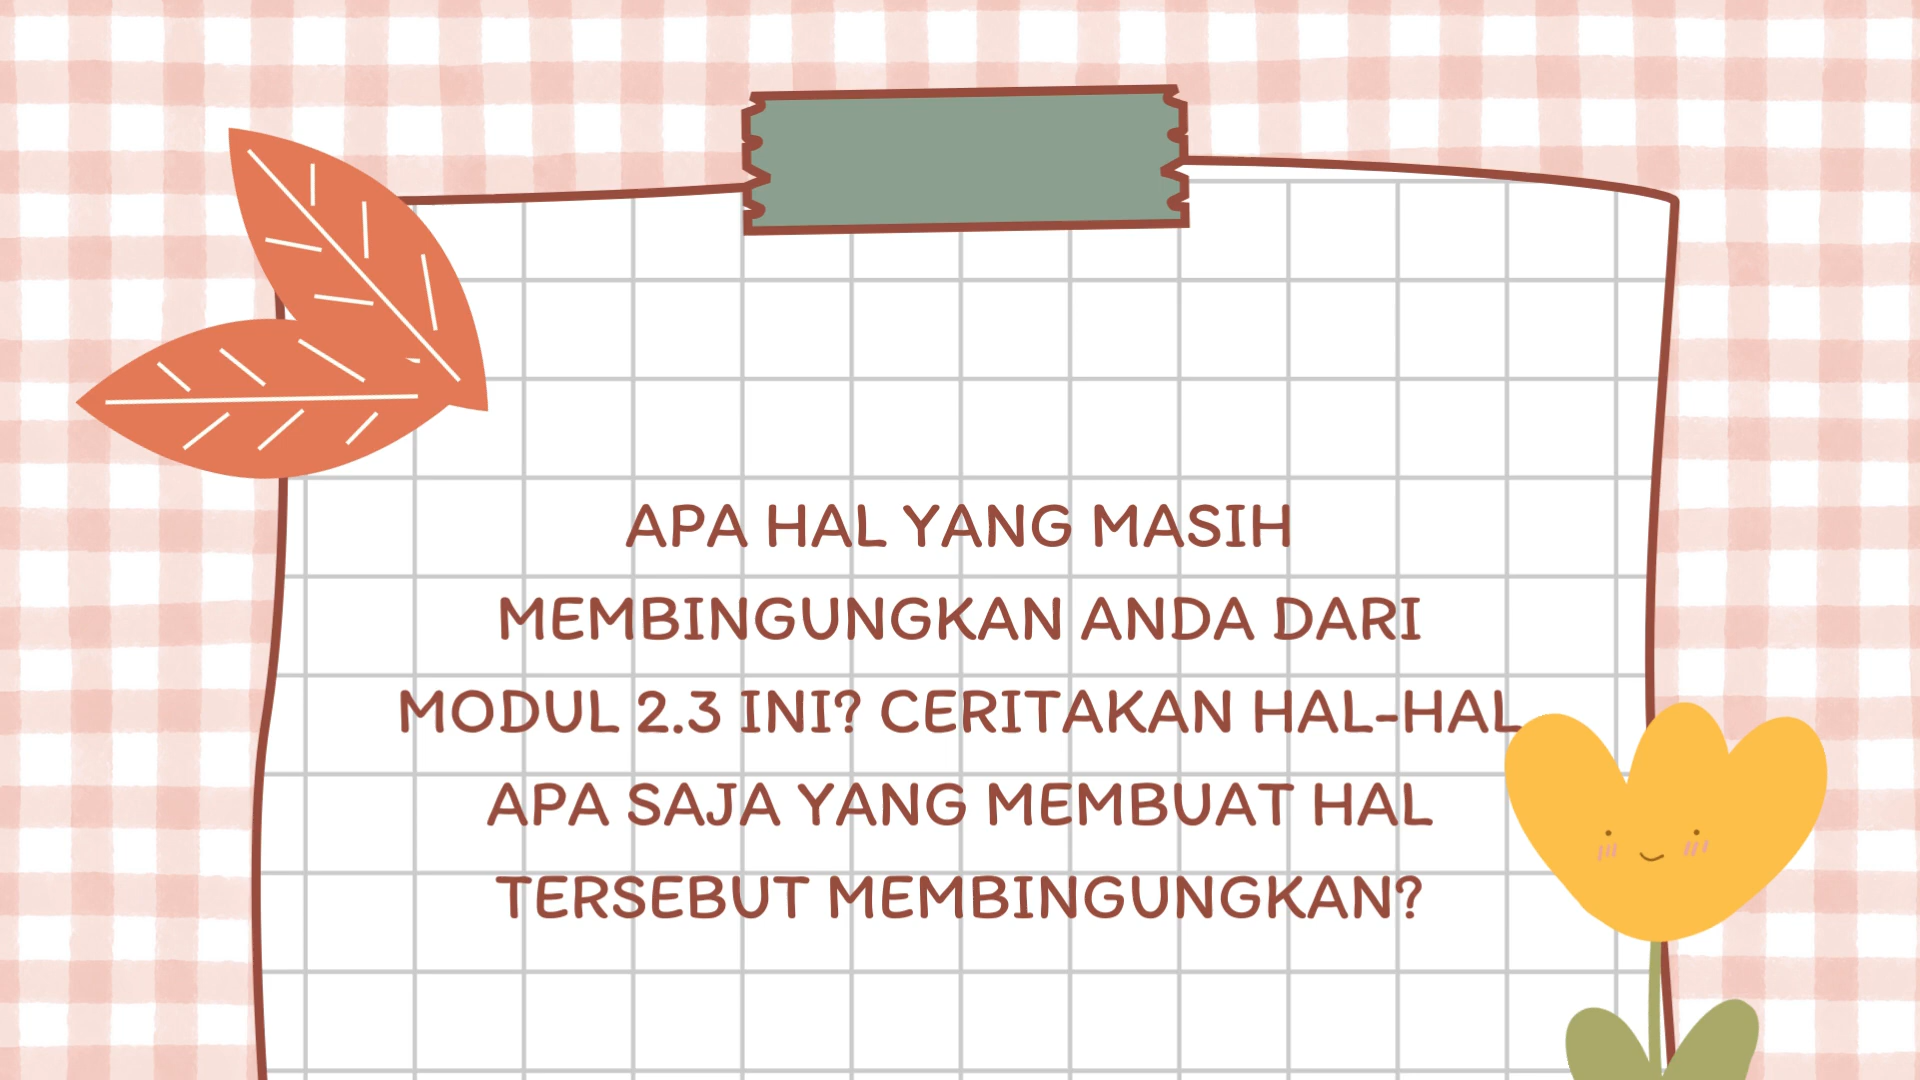 APA HAL YANG MASIH
MEMBINGUNGKAN ANDA DARI
MODUL 2.3 INI? CERITAKAN HAL-HAL
APA SAJA YANG MEMBUAT HAL
TERSEBUT MEMBINGUNGKAN?